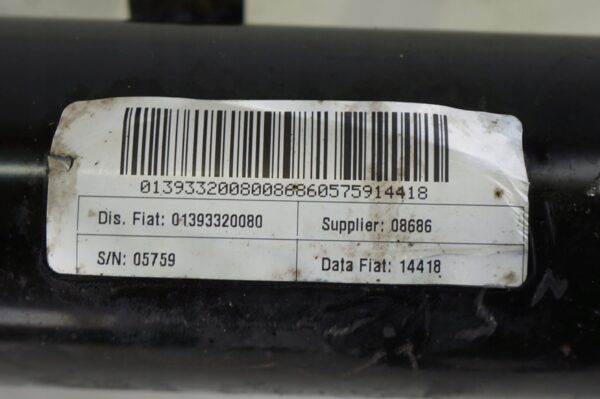 01393320080086860575914418
Dis. Fiat: 01393320080
Supplier: 08686
S/N: 05759
Data Fiat: 14418